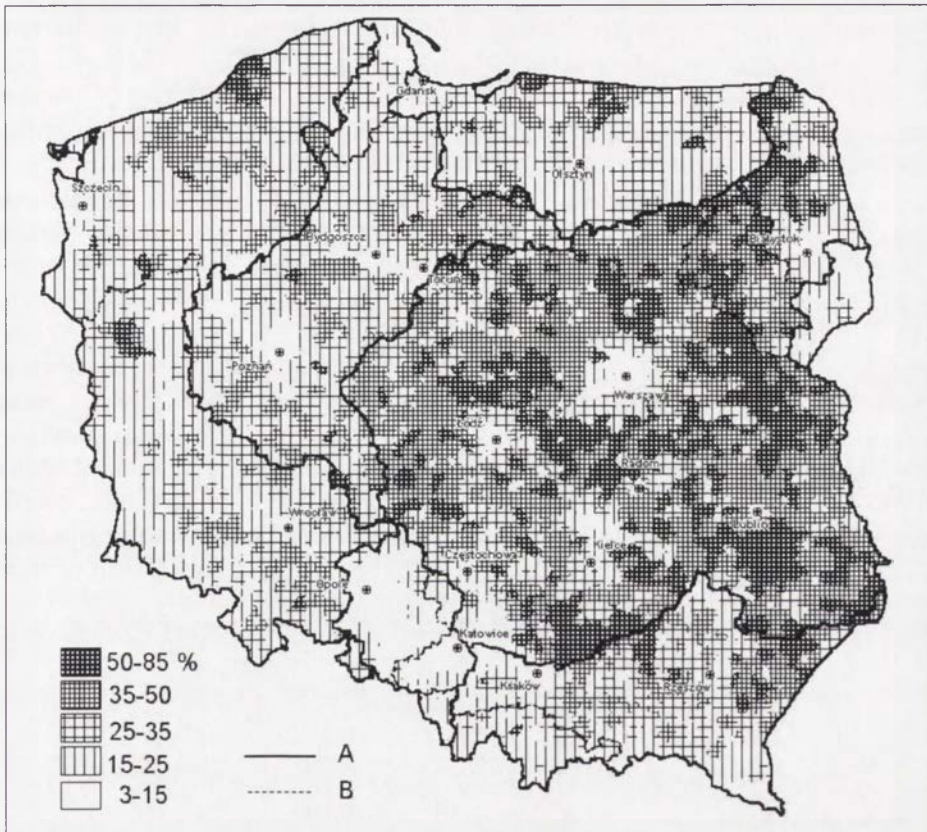 Gdańsk
Olsztyn
Szczecin
Białystok
Bydgoszcz
Toruń
Poznań
Warszawa
Łódź
Radom
Lublin
Wrocław
Kielce
Częstochowa
Opole
Katowice
Kraków
Rzeszów
50-85 %
35-50
25-35
15-25
3-15
A
B